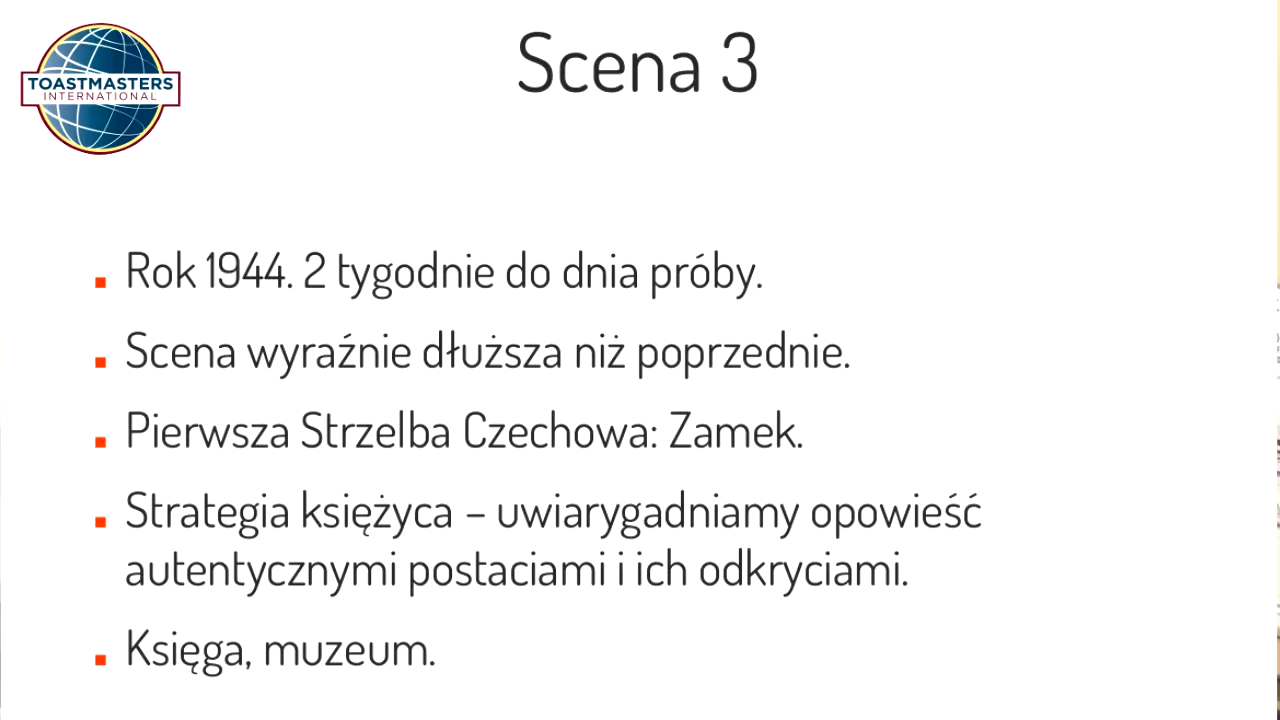 TOASTMASTERS
INTERNATIONAL
Scena 3
Rok 1944. 2 tygodnie do dnia próby.
Scena wyraźnie dłuższa niż poprzednie.
Pierwsza Strzelba Czechowa: Zamek.
Strategia księżyca – uwiarygadniamy opowieść
autentycznymi postaciami i ich odkryciami.
Księga, muzeum.